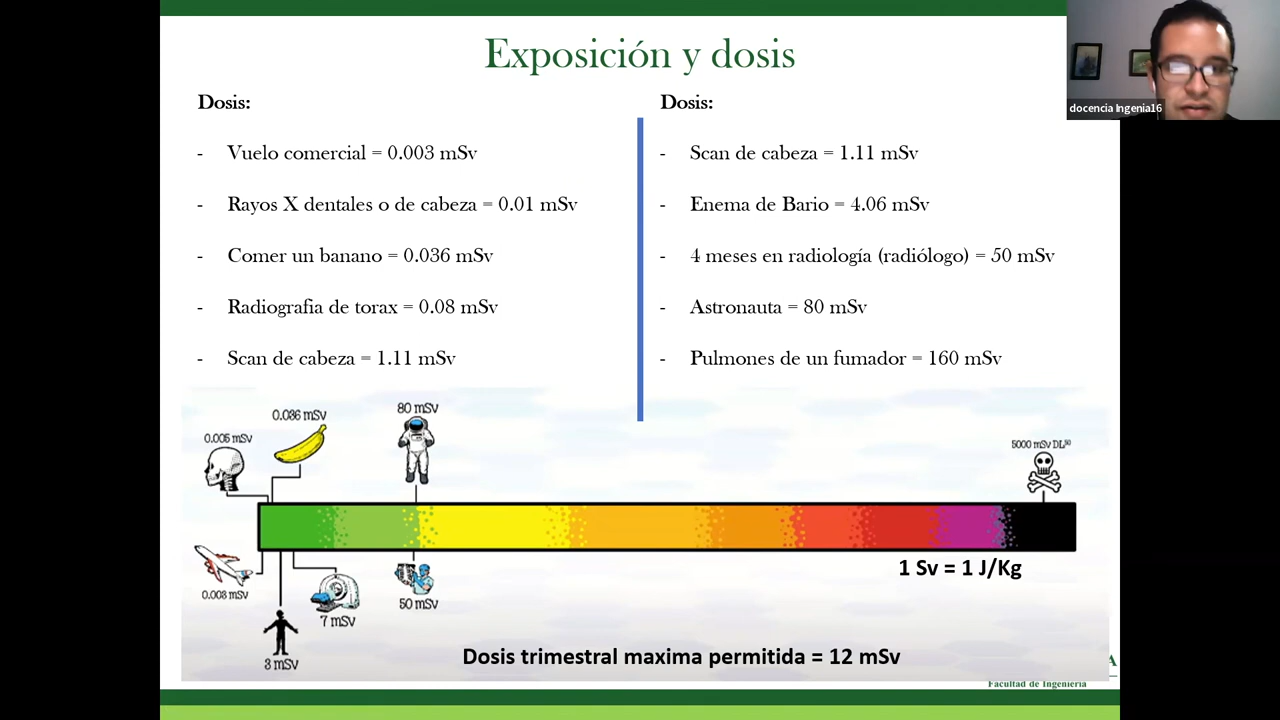 Exposición y dosis
docencia Ingenia16
Dosis:
- Vuelo comercial = 0.003 mSv
- Rayos X dentales o de cabeza = 0.01 mSv
- Comer un banano = 0.036 mSv
- Radiografia de torax = 0.08 mSv
- Scan de cabeza = 1.11 mSv
Dosis:
- Scan de cabeza = 1.11 mSv
- Enema de Bario = 4.06 mSv
- 4 meses en radiología (radiólogo) = 50 mSv
- Astronauta = 80 mSv
- Pulmones de un fumador = 160 mSv
0.005 mSv
0.036 mSv
80 mSv
5000 mSv DL⁵⁰
0.003 mSv
3 mSv
7 mSv
50 mSv
1 Sv = 1 J/Kg
Dosis trimestral maxima permitida = 12 mSv
Facultad de Ingeniería